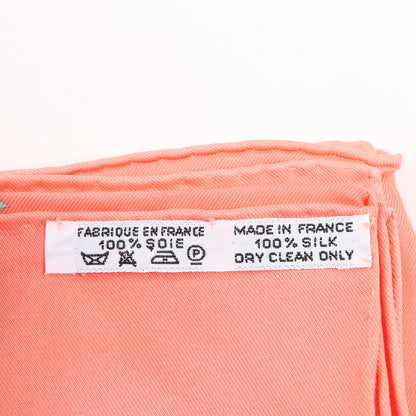 FABRIQUE EN FRANCE
100% SOIE
P
MADE IN FRANCE
100% SILK
DRY CLEAN ONLY